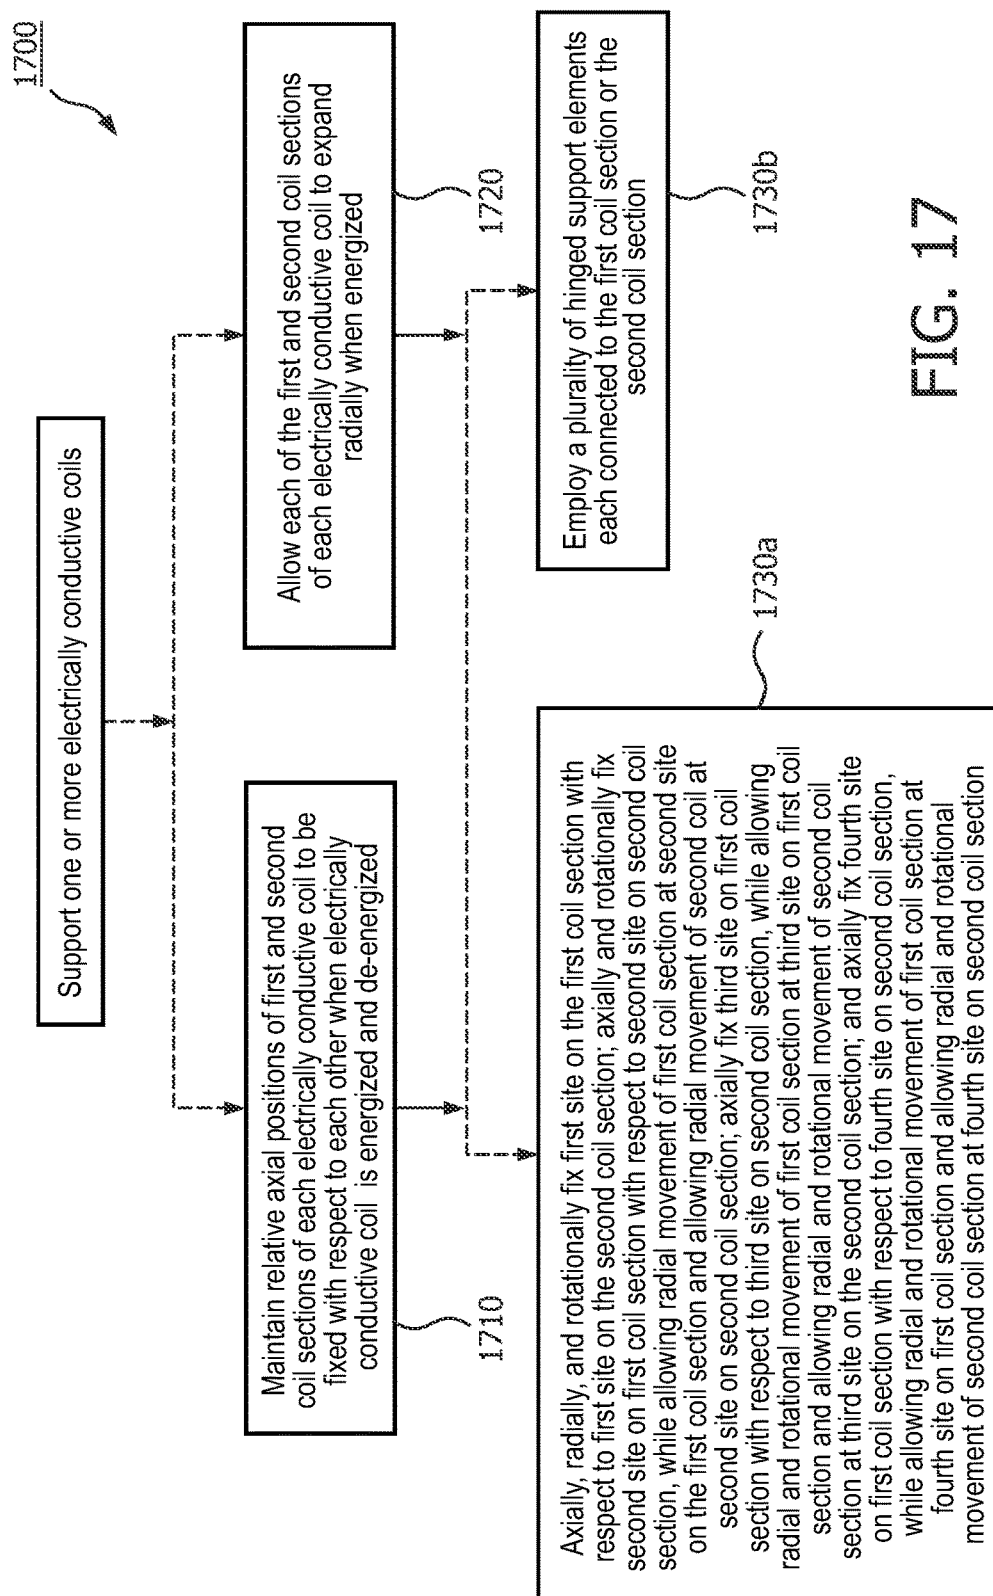 1700
Support one or more electrically conductive coils
Maintain relative axial positions of first and second
coil sections of each electrically conductive coil to be
fixed with respect to each other when electrically
conductive coil is energized and de-energized
1710
Allow each of the first and second coil sections
of each electrically conductive coil to expand
radially when energized
1720
Axially, radially, and rotationally fix first site on the first coil section with
respect to first site on the second coil section; axially and rotationally fix
second site on first coil section with respect to second site on second coil
section, while allowing radial movement of first coil section at second site
on the first coil section and allowing radial movement of second coil at
second site on second coil section; axially fix third site on first coil
section with respect to third site on second coil section, while allowing
radial and rotational movement of first coil section at third site on first coil
section and allowing radial and rotational movement of second coil
section at third site on the second coil section; and axially fix fourth site
on first coil section with respect to fourth site on second coil section,
while allowing radial and rotational movement of first coil section at
fourth site on first coil section and allowing radial and rotational
movement of second coil section at fourth site on second coil section
1730a
Employ a plurality of hinged support elements
each connected to the first coil section or the
second coil section
1730b
FIG. 17